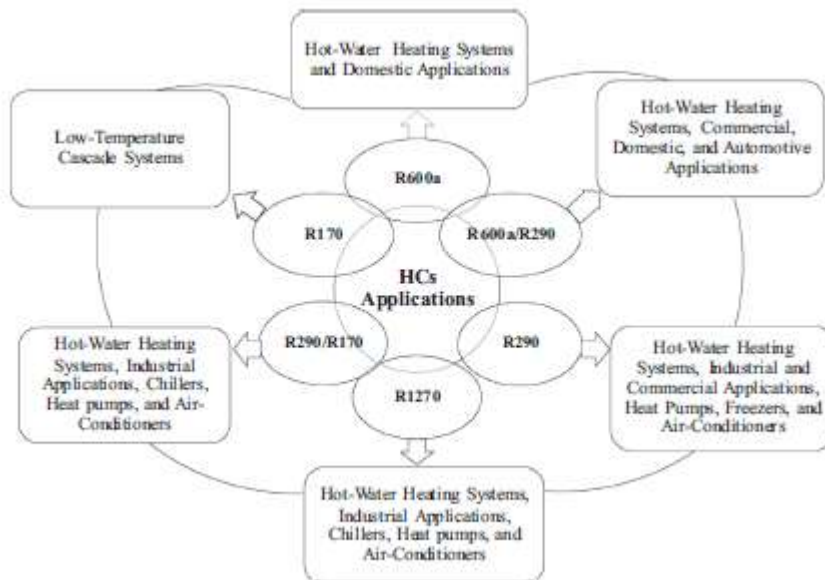 Hot-Water Heating Systems
and Domestic Applications
Hot-Water Heating
Systems, Commercial,
Domestic, and Automotive
Applications
Low-Temperature
Cascade Systems
R600a
R170
R600a/R290
HCs
Applications
R290/R170
R290
R1270
Hot-Water Heating
Systems, Industrial
Applications, Chillers,
Heat pumps, and Air-
Conditioners
Hot-Water Heating
Systems, Industrial and
Commercial Applications,
Heat Pumps, Freezers, and
Air-Conditioners
Hot-Water Heating Systems,
Industrial Applications,
Chillers, Heat pumps, and
Air-Conditioners